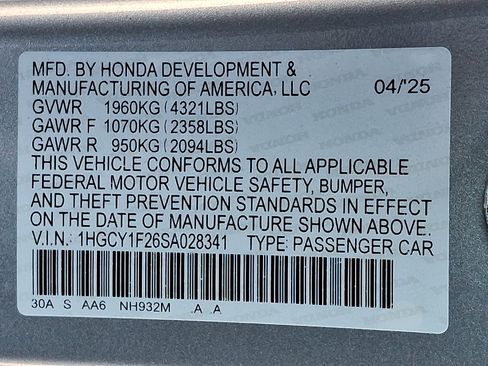 MFD. BY HONDA DEVELOPMENT &
MANUFACTURING OF AMERICA, LLC 04/'25
GVWR 1960KG (4321LBS)
GAWR F 1070KG (2358LBS)
GAWR R 950KG (2094LBS)
THIS VEHICLE CONFORMS TO ALL APPLICABLE
FEDERAL MOTOR VEHICLE SAFETY, BUMPER,
AND THEFT PREVENTION STANDARDS IN EFFECT
ON THE DATE OF MANUFACTURE SHOWN ABOVE.
V.I.N. 1HGCY1F26SA028341 TYPE: PASSENGER CAR
30A S AA6 NH932M .A .A